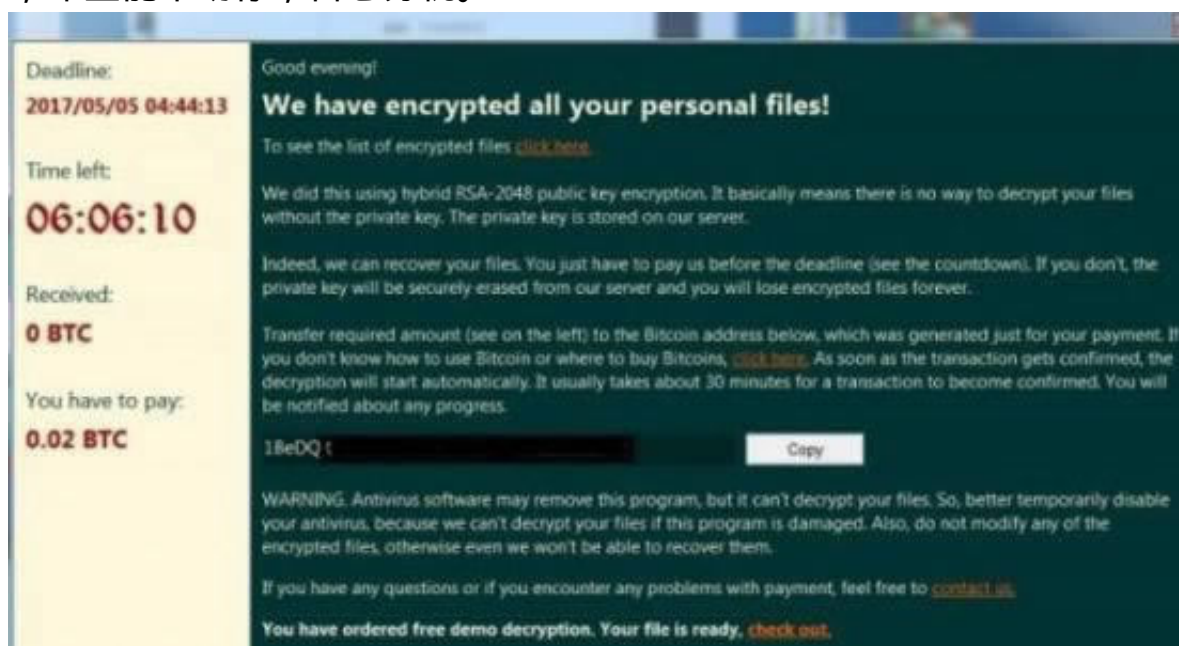 Deadline:
2017/05/05 04:44:13
Time left:
06:06:10
Received:
0 BTC
You have to pay:
0.02 BTC
Good evening!
We have encrypted all your personal files!
To see the list of encrypted files click here.
We did this using hybrid RSA-2048 public key encryption. It basically means there is no way to decrypt your files
without the private key. The private key is stored on our server.
Indeed, we can recover your files. You just have to pay us before the deadline (see the countdown). If you don't, the
private key will be securely erased from our server and you will lose encrypted files forever.
Transfer required amount (see on the left) to the Bitcoin address below, which was generated just for your payment. If
you don't know how to use Bitcoin or where to buy Bitcoins, click here. As soon as the transaction gets confirmed, the
decryption will start automatically. It usually takes about 30 minutes for a transaction to become confirmed. You will
be notified about any progress.
18eDQ
Copy
WARNING. Antivirus software may remove this program, but it can't decrypt your files. So, better temporarily disable
your antivirus, because we can't decrypt your files if this program is damaged. Also, do not modify any of the
encrypted files, otherwise even we won't be able to recover them.
If you have any questions or if you encounter any problems with payment, feel free to contact us.
You have ordered free demo decryption. Your file is ready, check out.